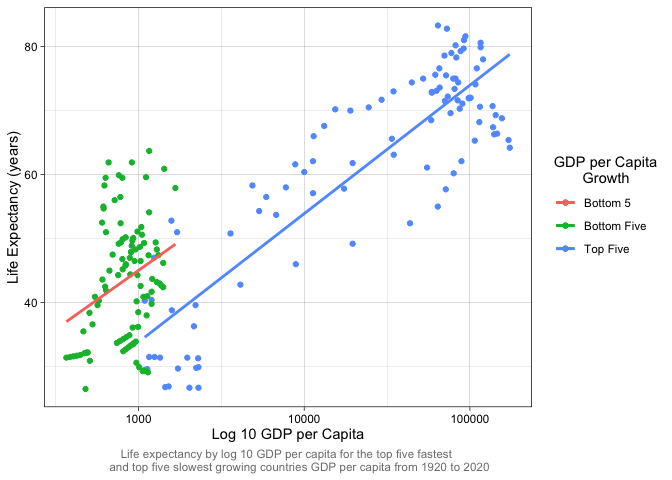 80
60
40
Life Expectancy (years)
1000
10000
100000
Log 10 GDP per Capita
Life expectancy by log 10 GDP per capita for the top five fastest
and top five slowest growing countries GDP per capita from 1920 to 2020
GDP per Capita
Growth
Bottom 5
Bottom Five
Top Five